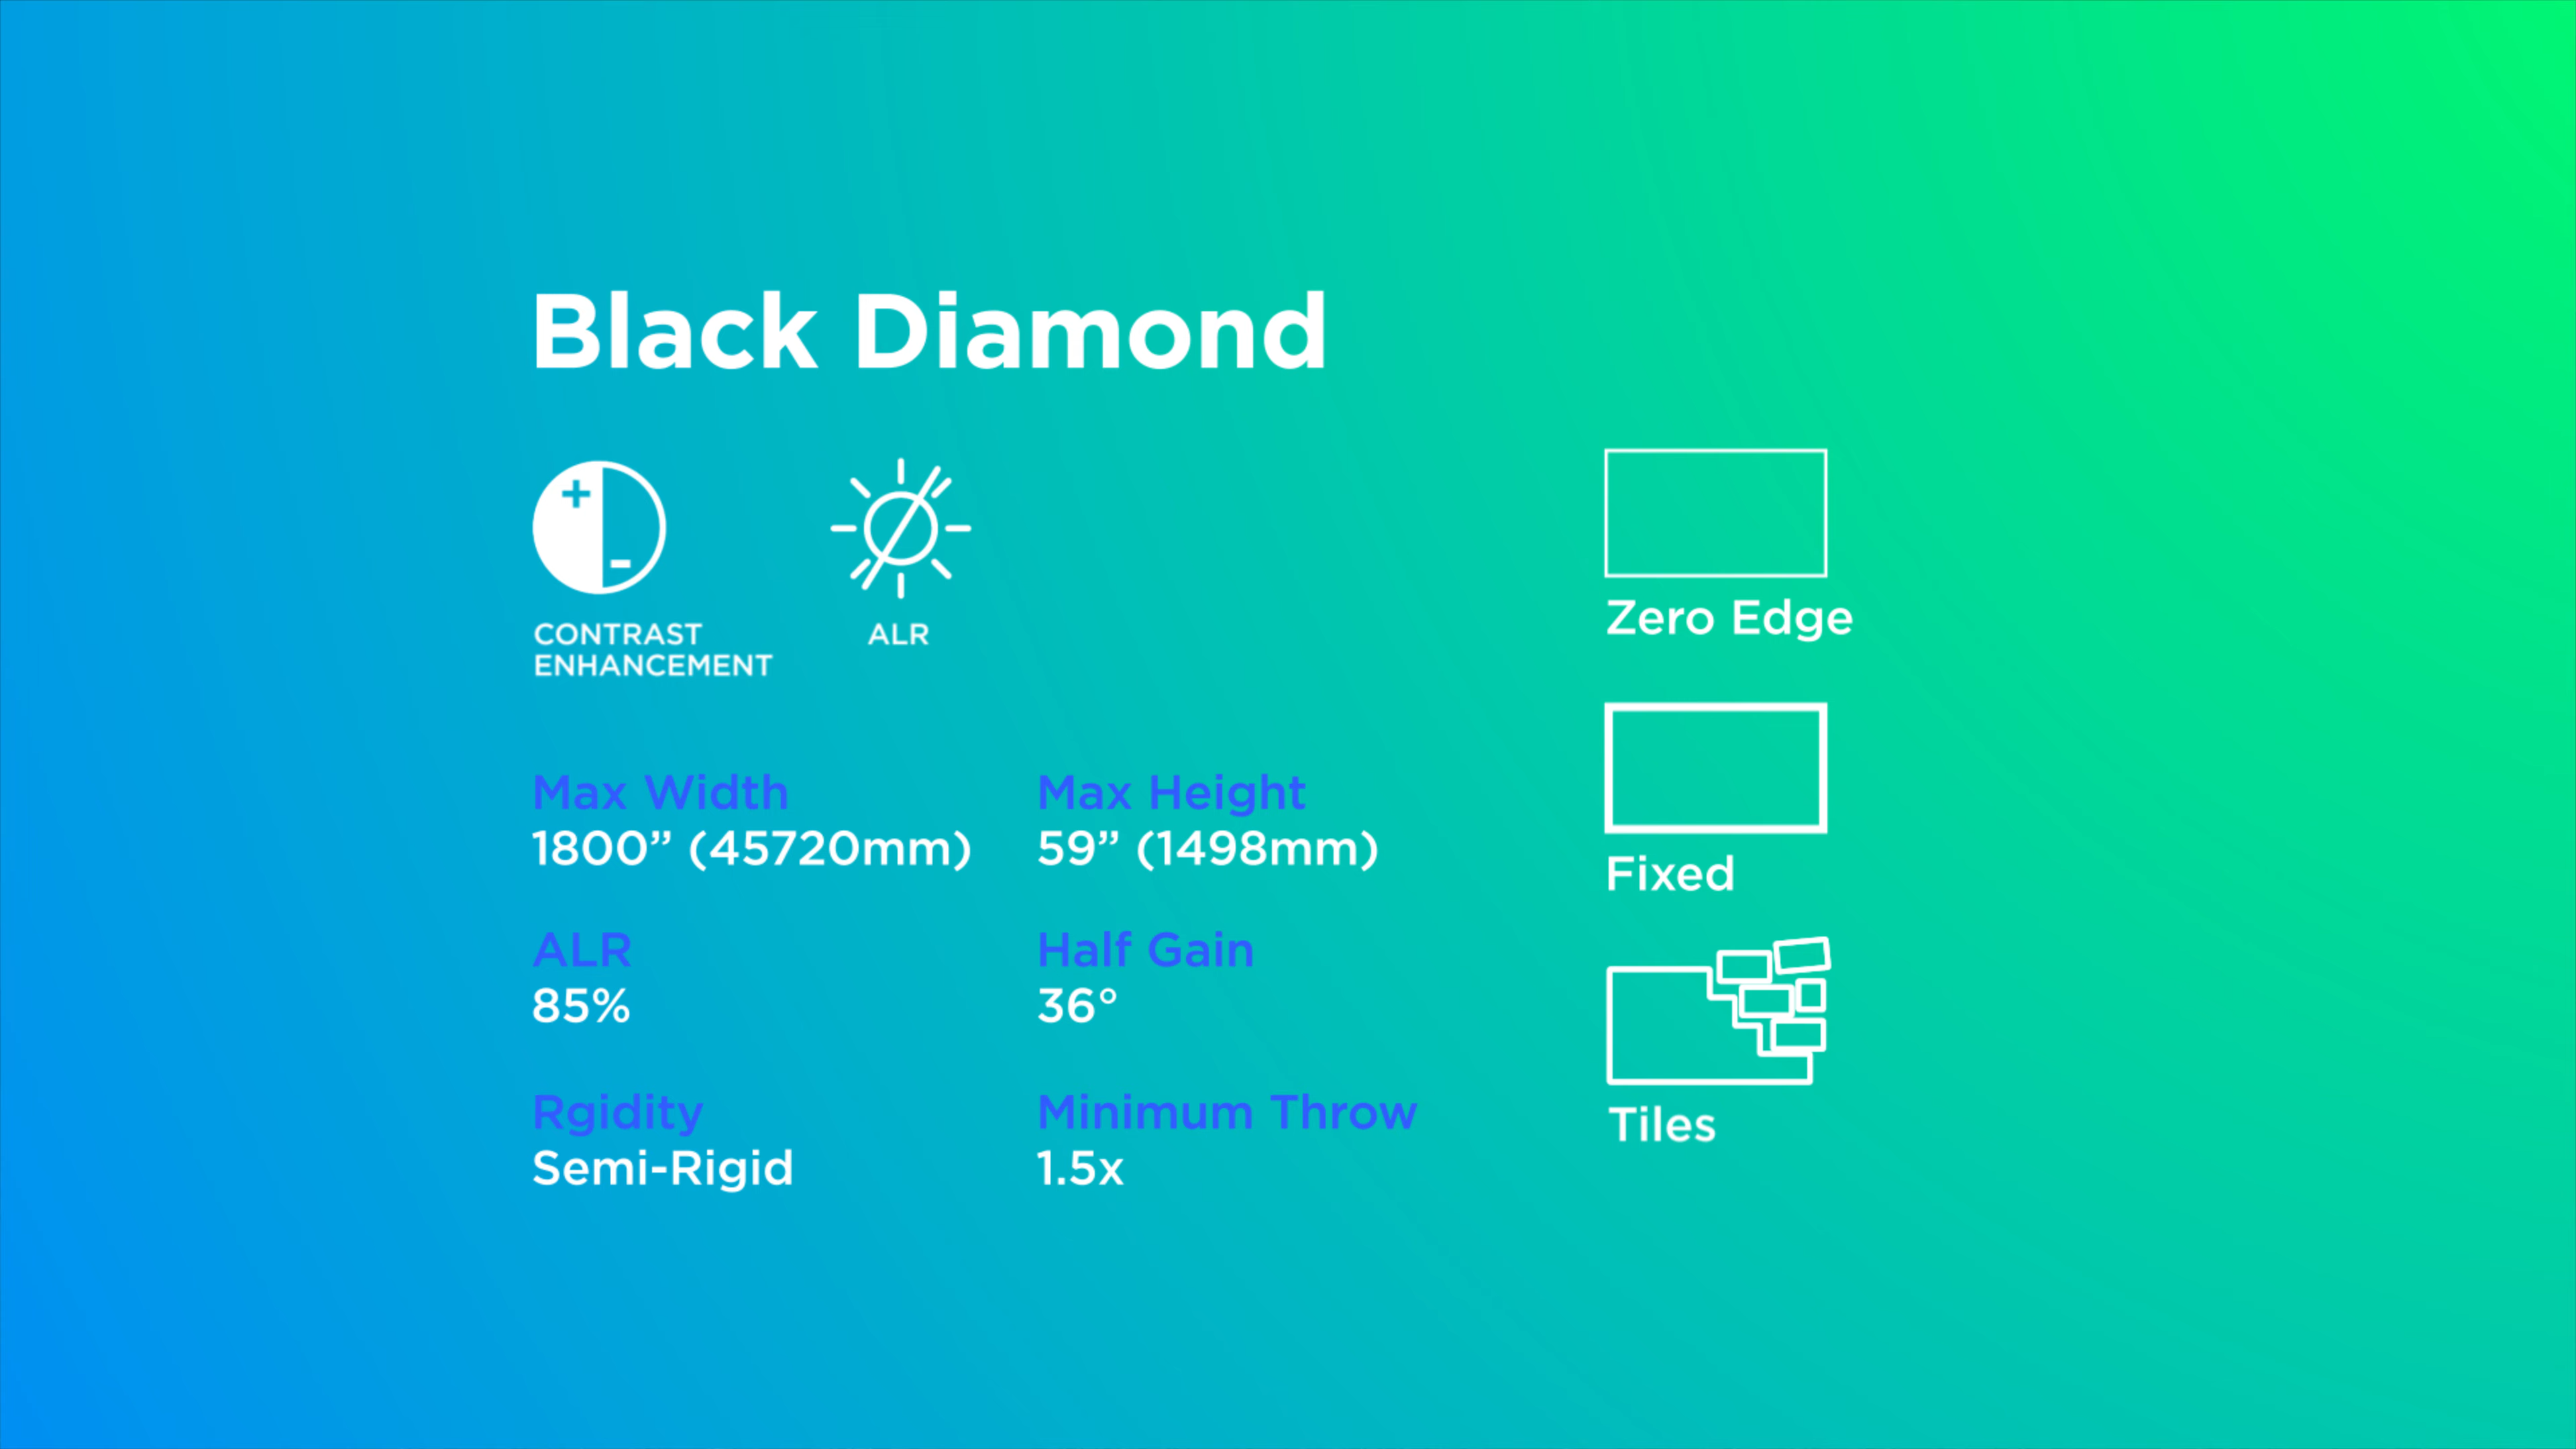 Black Diamond
+
-
CONTRAST
ENHANCEMENT
ALR
Max Width
1800” (45720mm)
Max Height
59” (1498mm)
ALR
85%
Half Gain
36°
Rgidity
Semi-Rigid
Minimum Throw
1.5x
Zero Edge
Fixed
Tiles